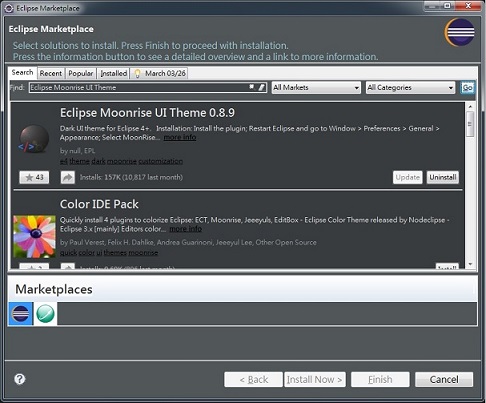 Eclipse Marketplace
Eclipse Marketplace
Select solutions to install. Press Finish to proceed with installation.
Press the information button to see a detailed overview and a link to more information.
Search Recent Popular Installed March 03/26
Find: Eclipse Moonrise UI Theme All Markets All Categories Go
Eclipse Moonrise UI Theme 0.8.9
Dark UI theme for Eclipse 4+. Installation: Install the plugin; Restart Eclipse and go to Window > Preferences > General >
Appearance; Select MoonRise... more info
by null, EPL
e4 theme dark moonrise customization
43 Installs: 157K (10,817 last month) Update Uninstall
Color IDE Pack
Quickly install 4 plugins to colorize Eclipse: ECT, Moonrise, Jeeeyuls, EditBox - Eclipse Color Theme released by Nodeclipse -
Eclipse 3.x [mainly] Editors color... more info
by Paul Verest, Felix H. Dahlke, Andrea Guarinoni, Jeeeyul Lee, Other Open Source
quick color ui themes moonrise
Marketplaces
< Back Install Now > Finish Cancel